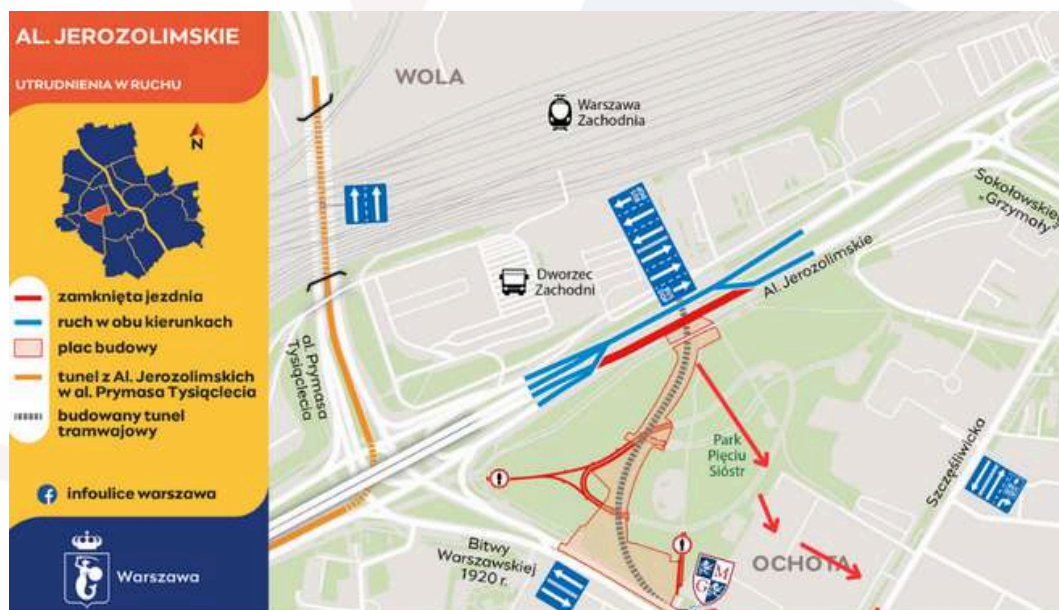 AL. JEROZOLIMSKIE
UTRUDNIENIA W RUCHU
N
zamknięta jezdnia
ruch w obu kierunkach
plac budowy
tunel z Al. Jerozolimskich
w al. Prymasa Tysiąclecia
budowany tunel
tramwajowy
infoulice warszawa
Warszawa
WOLA
Warszawa
Zachodnia
Dworzec
Zachodni
al. Prymasa
Tysiąclecia
Al. Jerozolimskie
Sokołowskiego
„Grzymały”
Park
Pięciu
Sióstr
Szczęśliwicka
Bitwy
Warszawskiej
1920 r.
OCHOTA
M
G